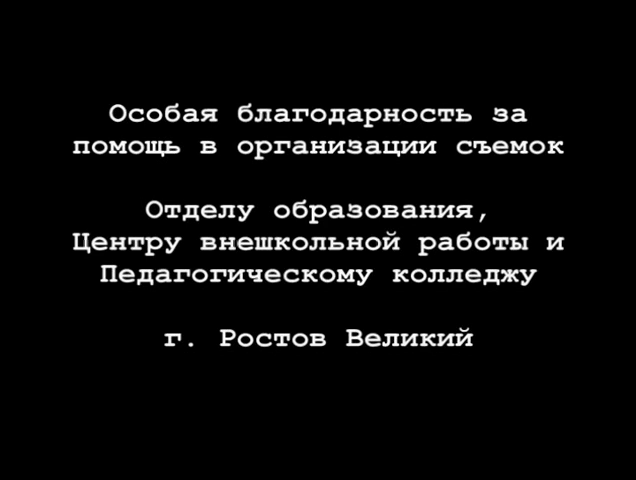 Особая благодарность за
помощь в организации съемок
Отделу образования,
Центру внешкольной работы и
Педагогическому колледжу
г. Ростов Великий